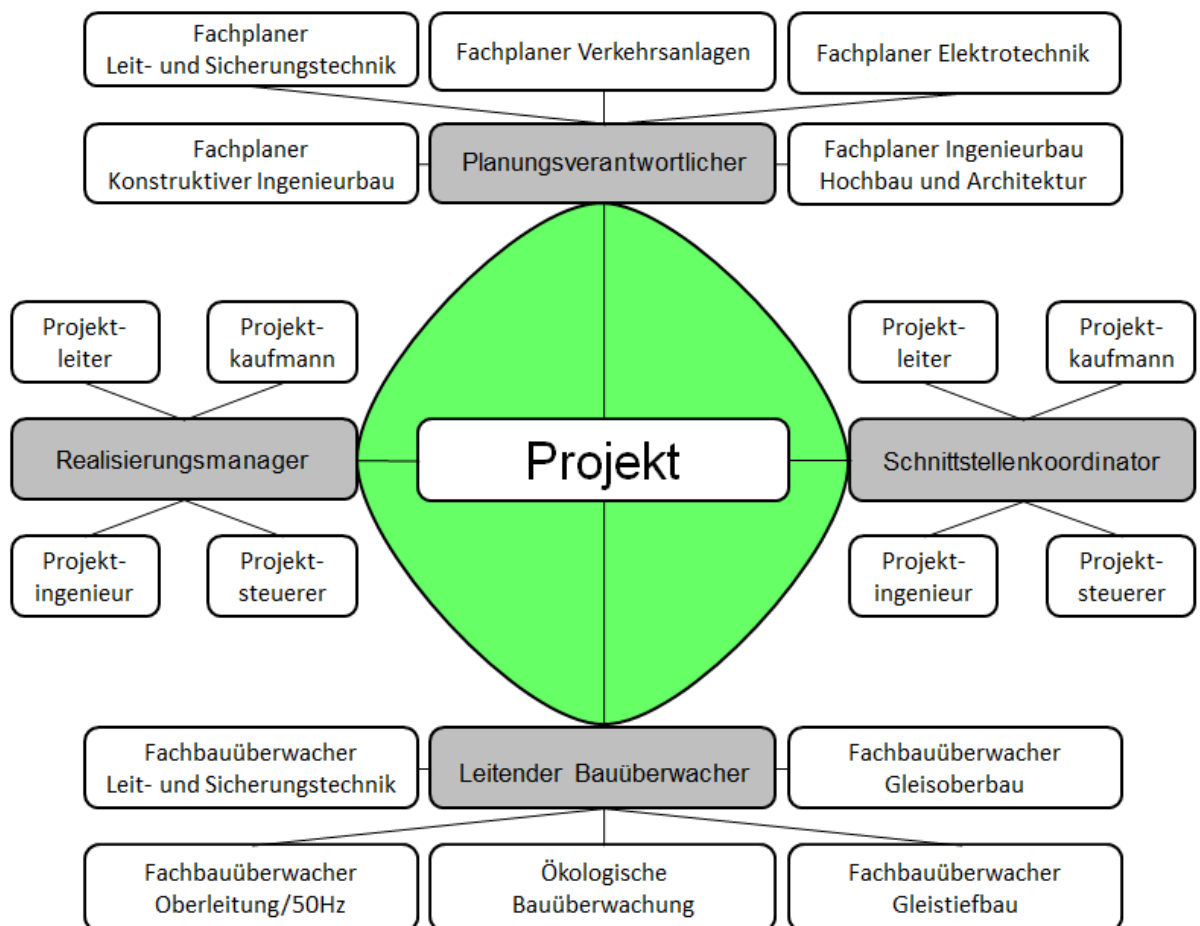 Fachplaner
Leit- und Sicherungstechnik
Fachplaner Verkehrsanlagen
Fachplaner Elektrotechnik
Fachplaner
Konstruktiver Ingenieurbau
Planungsverantwortlicher
Fachplaner Ingenieurbau
Hochbau und Architektur
Projekt-
leiter
Projekt-
kaufmann
Projekt-
leiter
Projekt-
kaufmann
Realisierungsmanager
Projekt
Schnittstellenkoordinator
Projekt-
ingenieur
Projekt-
steuerer
Projekt-
ingenieur
Projekt-
steuerer
Fachbauüberwacher
Leit- und Sicherungstechnik
Leitender Bauüberwacher
Fachbauüberwacher
Gleisoberbau
Fachbauüberwacher
Oberleitung/50Hz
Ökologische
Bauüberwachung
Fachbauüberwacher
Gleistiefbau